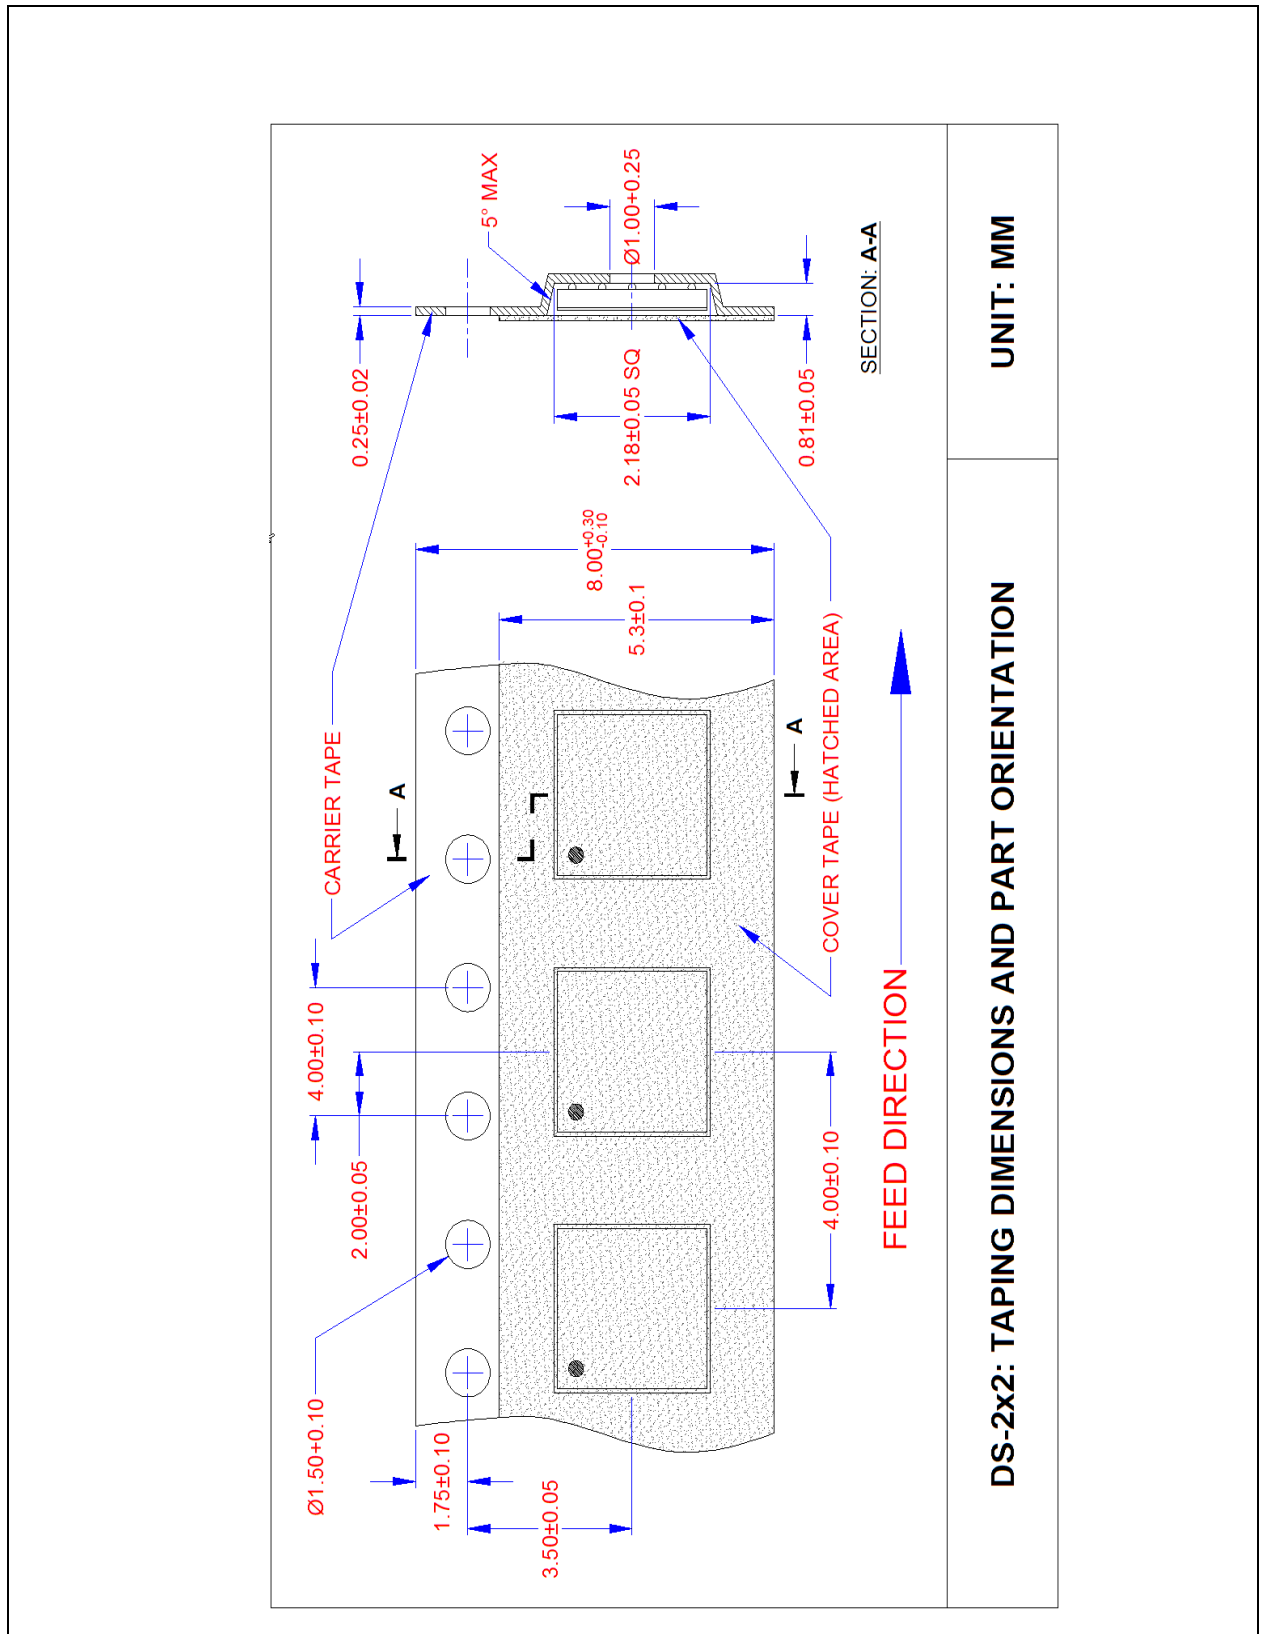 0.25±0.02
5° MAX
Ø1.00+0.25
2.18±0.05 SQ
0.81±0.05
SECTION: A-A
CARRIER TAPE
8.00+0.30
-0.10
5.3±0.1
A
A
COVER TAPE (HATCHED AREA)
4.00±0.10
2.00±0.05
Ø1.50+0.10
1.75±0.10
3.50±0.05
4.00±0.10
FEED DIRECTION
DS-2x2: TAPING DIMENSIONS AND PART ORIENTATION
UNIT: MM